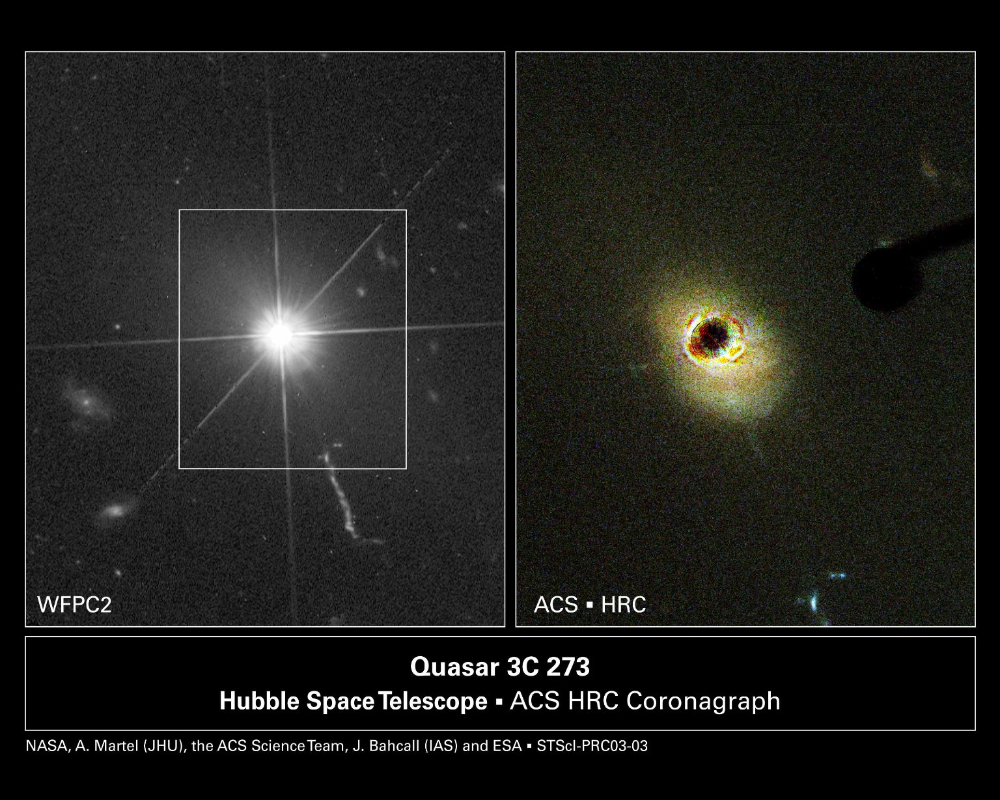 WFPC2
ACS ▪ HRC
Quasar 3C 273
Hubble Space Telescope ▪ ACS HRC Coronagraph
NASA, A. Martel (JHU), the ACS Science Team, J. Bahcall (IAS) and ESA ▪ STScI-PRC03-03